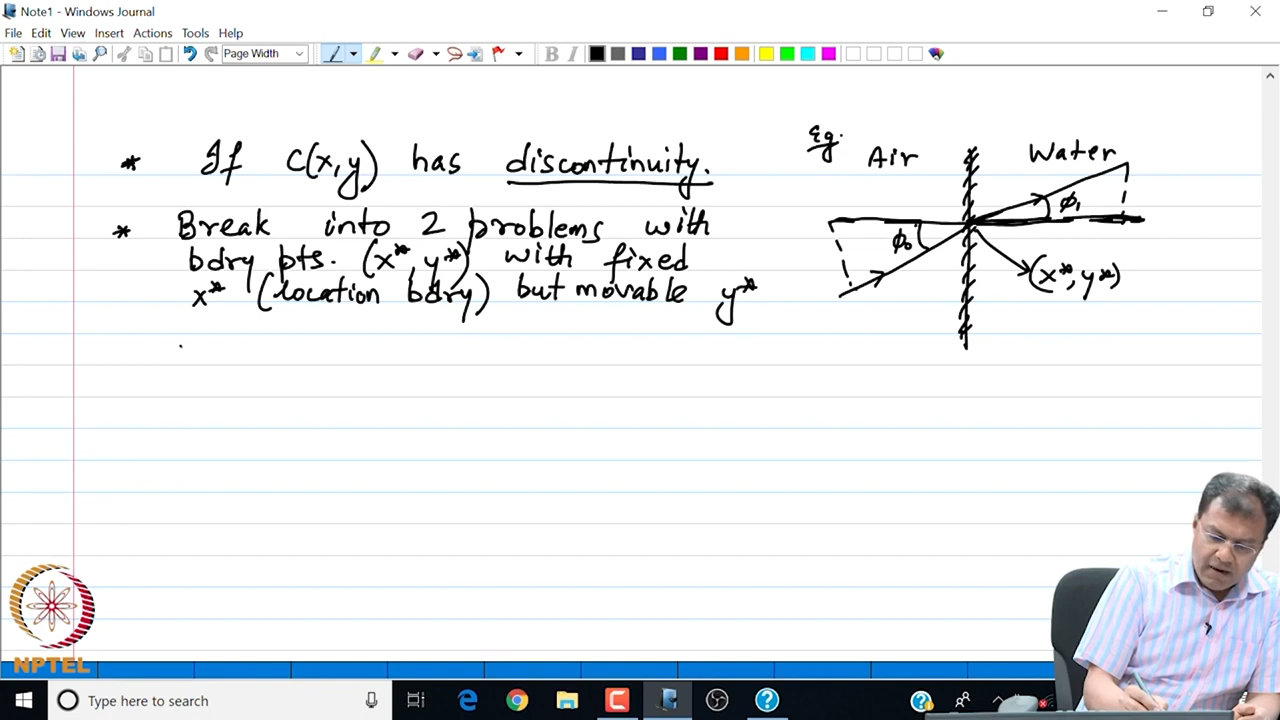 Note1 - Windows Journal
File Edit View Insert Actions Tools Help
Page Width
B I
* If C(x,y) has discontinuity.
* Break into 2 problems with
bdry pts. (x*, y*) with fixed
x* (location bdry) but movable y*
Eg.
Air
Water
φ₁
φ₀
(x*, y*)
NPTEL
Type here to search